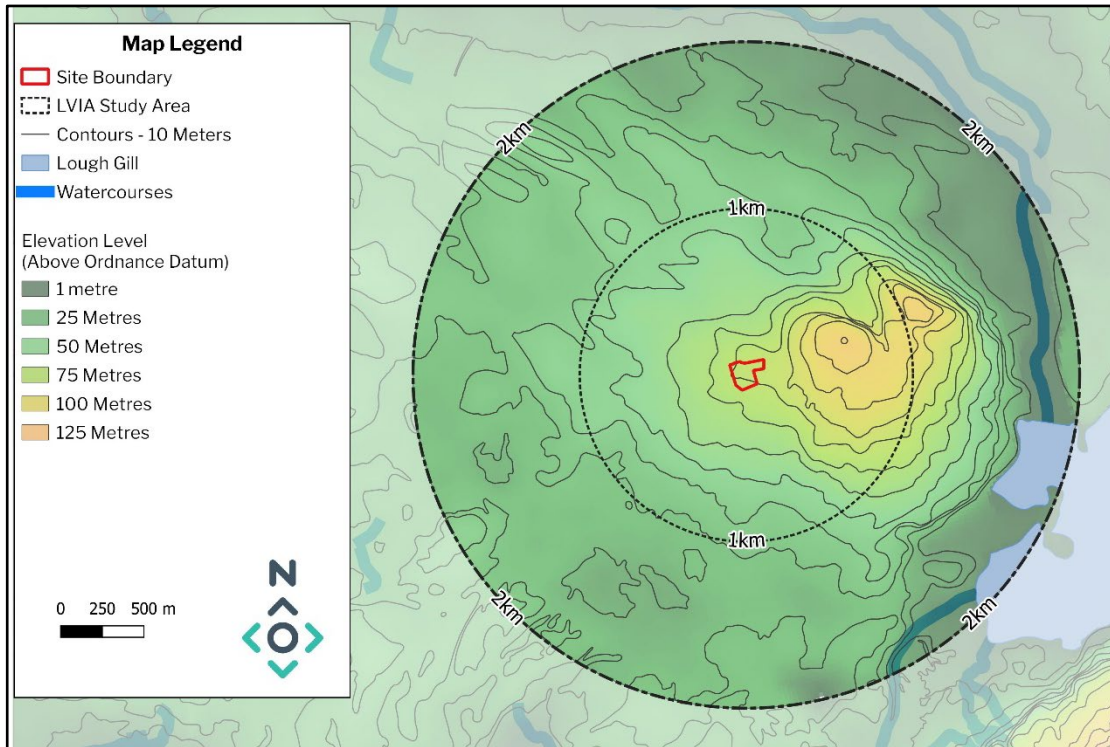 Map Legend
Site Boundary
LVIA Study Area
Contours - 10 Meters
Lough Gill
Watercourses
Elevation Level
(Above Ordnance Datum)
1 metre
25 Metres
50 Metres
75 Metres
100 Metres
125 Metres
0 250 500 m
N
2km
2km
1km
1km
2km
2km